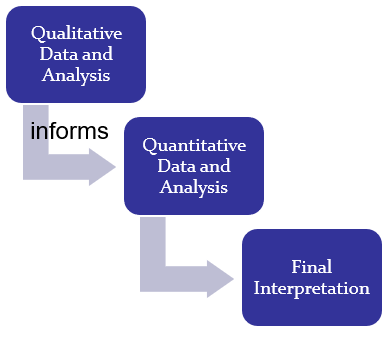 Qualitative
Data and
Analysis
informs
Quantitative
Data and
Analysis
Final
Interpretation